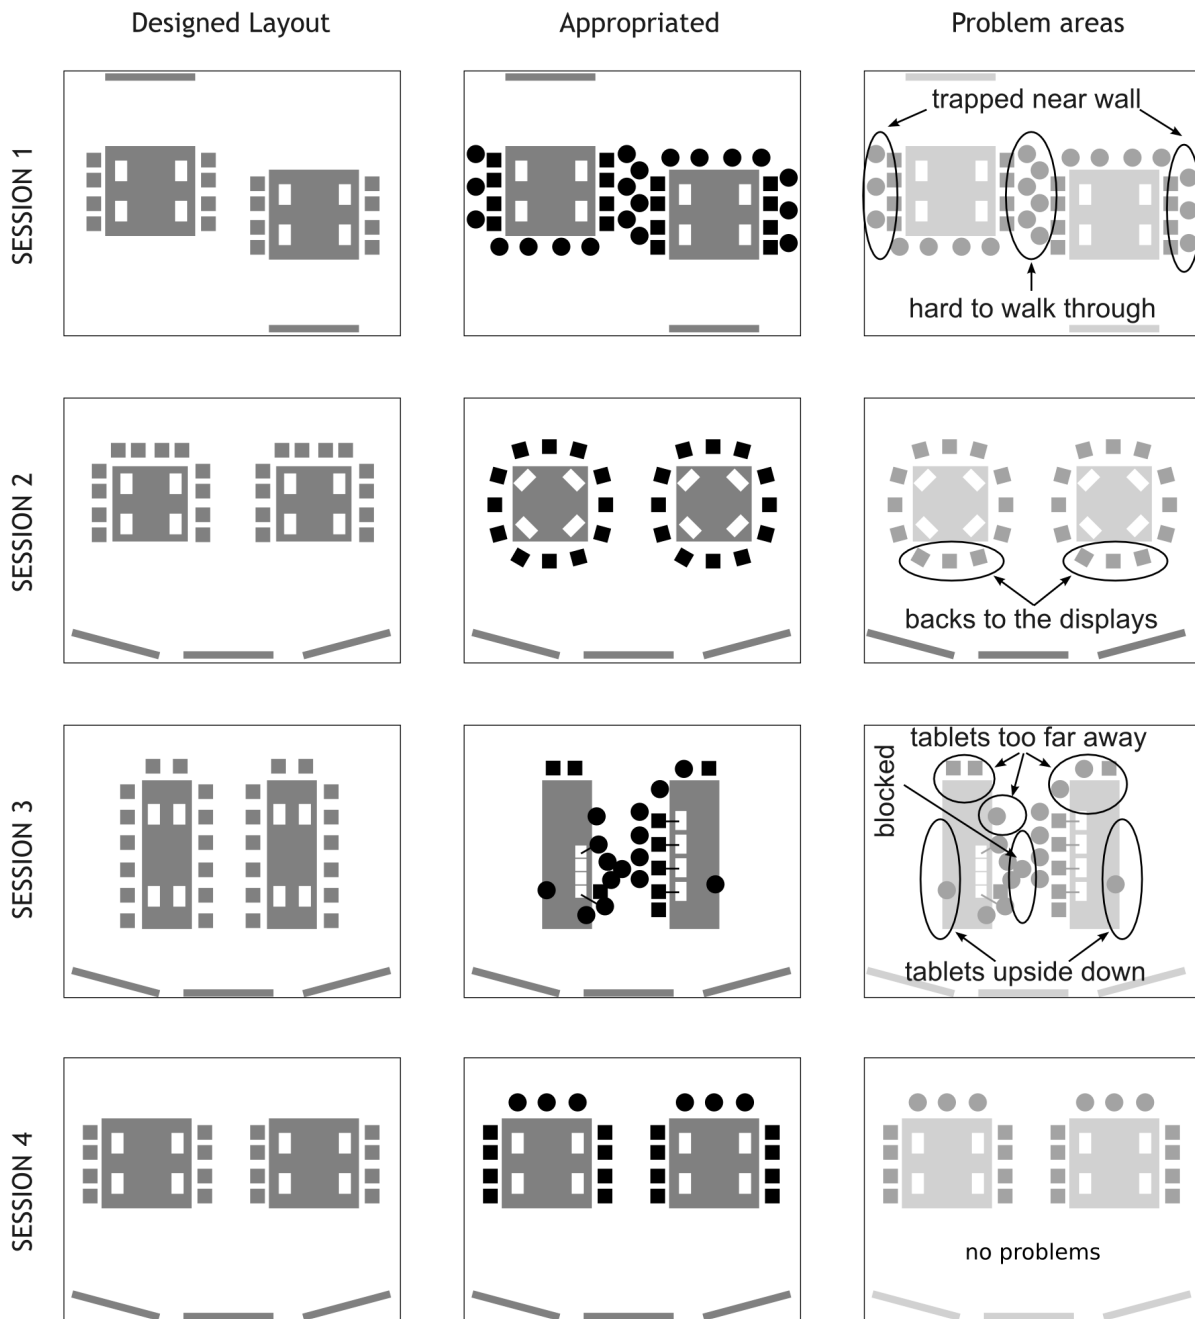 Designed Layout
Appropriated
Problem areas
SESSION 1
trapped near wall
hard to walk through
SESSION 2
backs to the displays
SESSION 3
tablets too far away
blocked
tablets upside down
SESSION 4
no problems